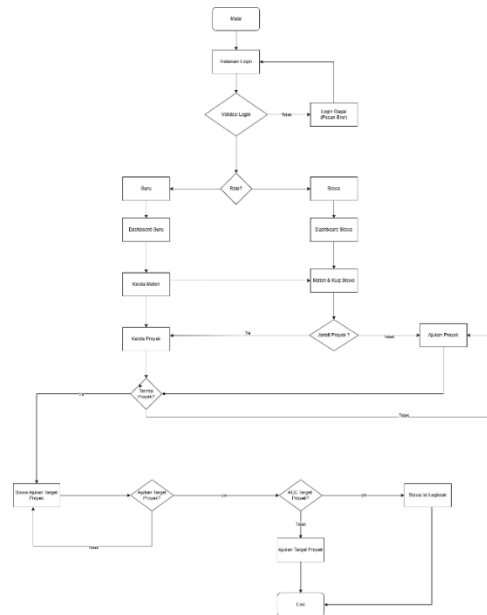 Mulai
Halaman Login
Validasi Login
Tidak
Login Gagal
(Pesan Error)
Guru
Role?
Siswa
Dashboard Guru
Dashboard Siswa
Kelola Materi
Materi & Kuis Siswa
Kelola Proyek
Ya
Ambil Proyek ?
Tidak
Ajukan Proyek
Ya
Terima
Proyek?
Tidak
Siswa Ajukan Target
Proyek
Ajukan Target
Proyek?
ya
ACC Target
Proyek?
ya
Siswa Isi Logbook
Tidak
Tidak
Ajukan Target Proyek
End